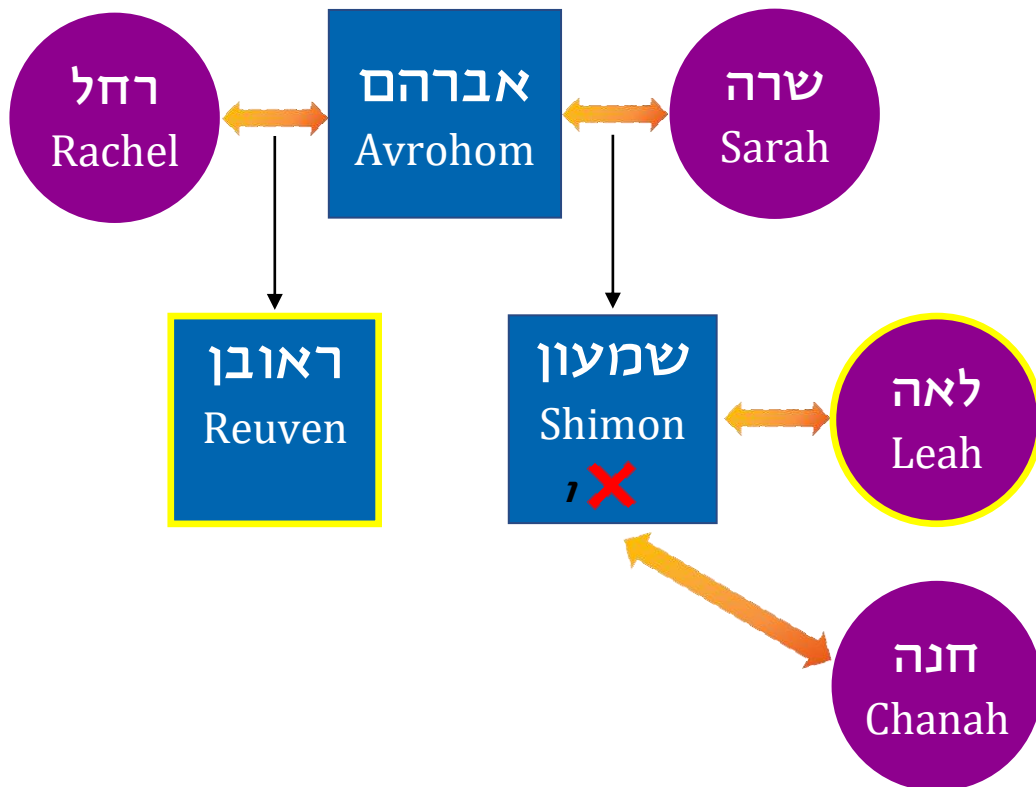 רחל
Rachel
אברהם
Avrohom
שרה
Sarah
ראובן
Reuven
שמעון
Shimon
ו
לאה
Leah
חנה
Chanah